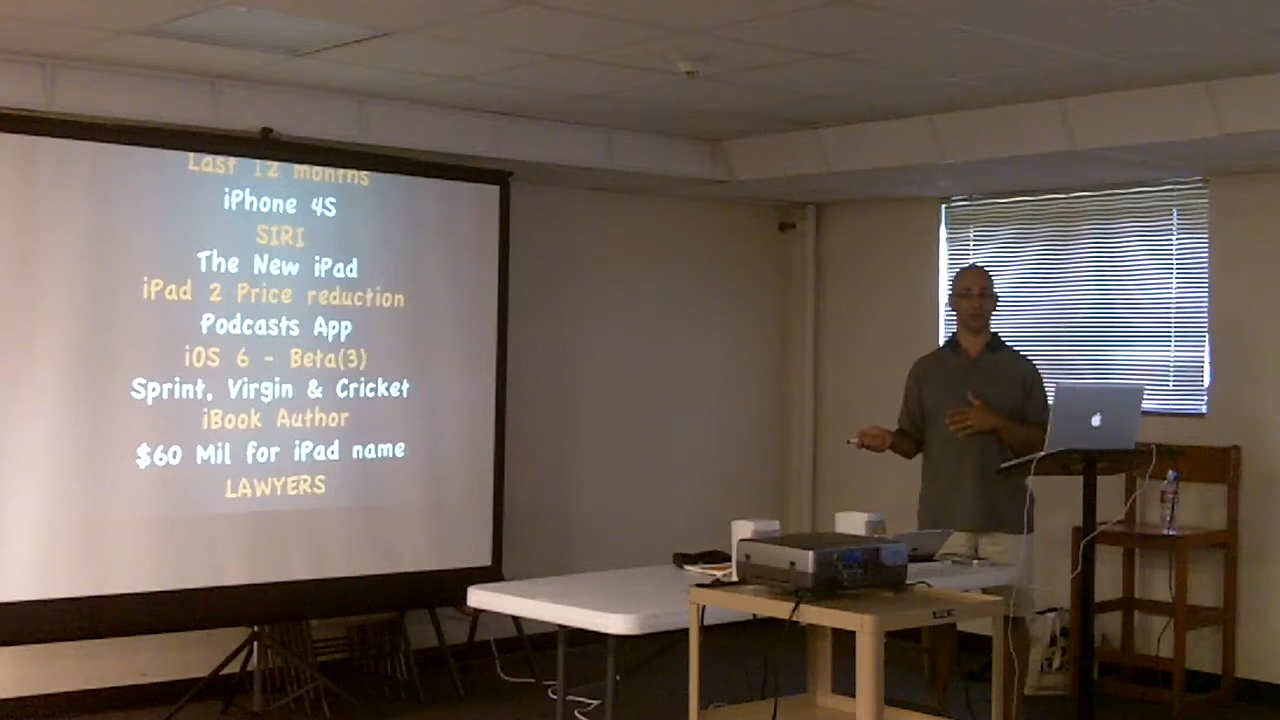 Last 12 months
iPhone 4S
SIRI
The New iPad
iPad 2 Price reduction
Podcasts App
iOS 6 - Beta(3)
Sprint, Virgin & Cricket
iBook Author
$60 Mil for iPad name
LAWYERS